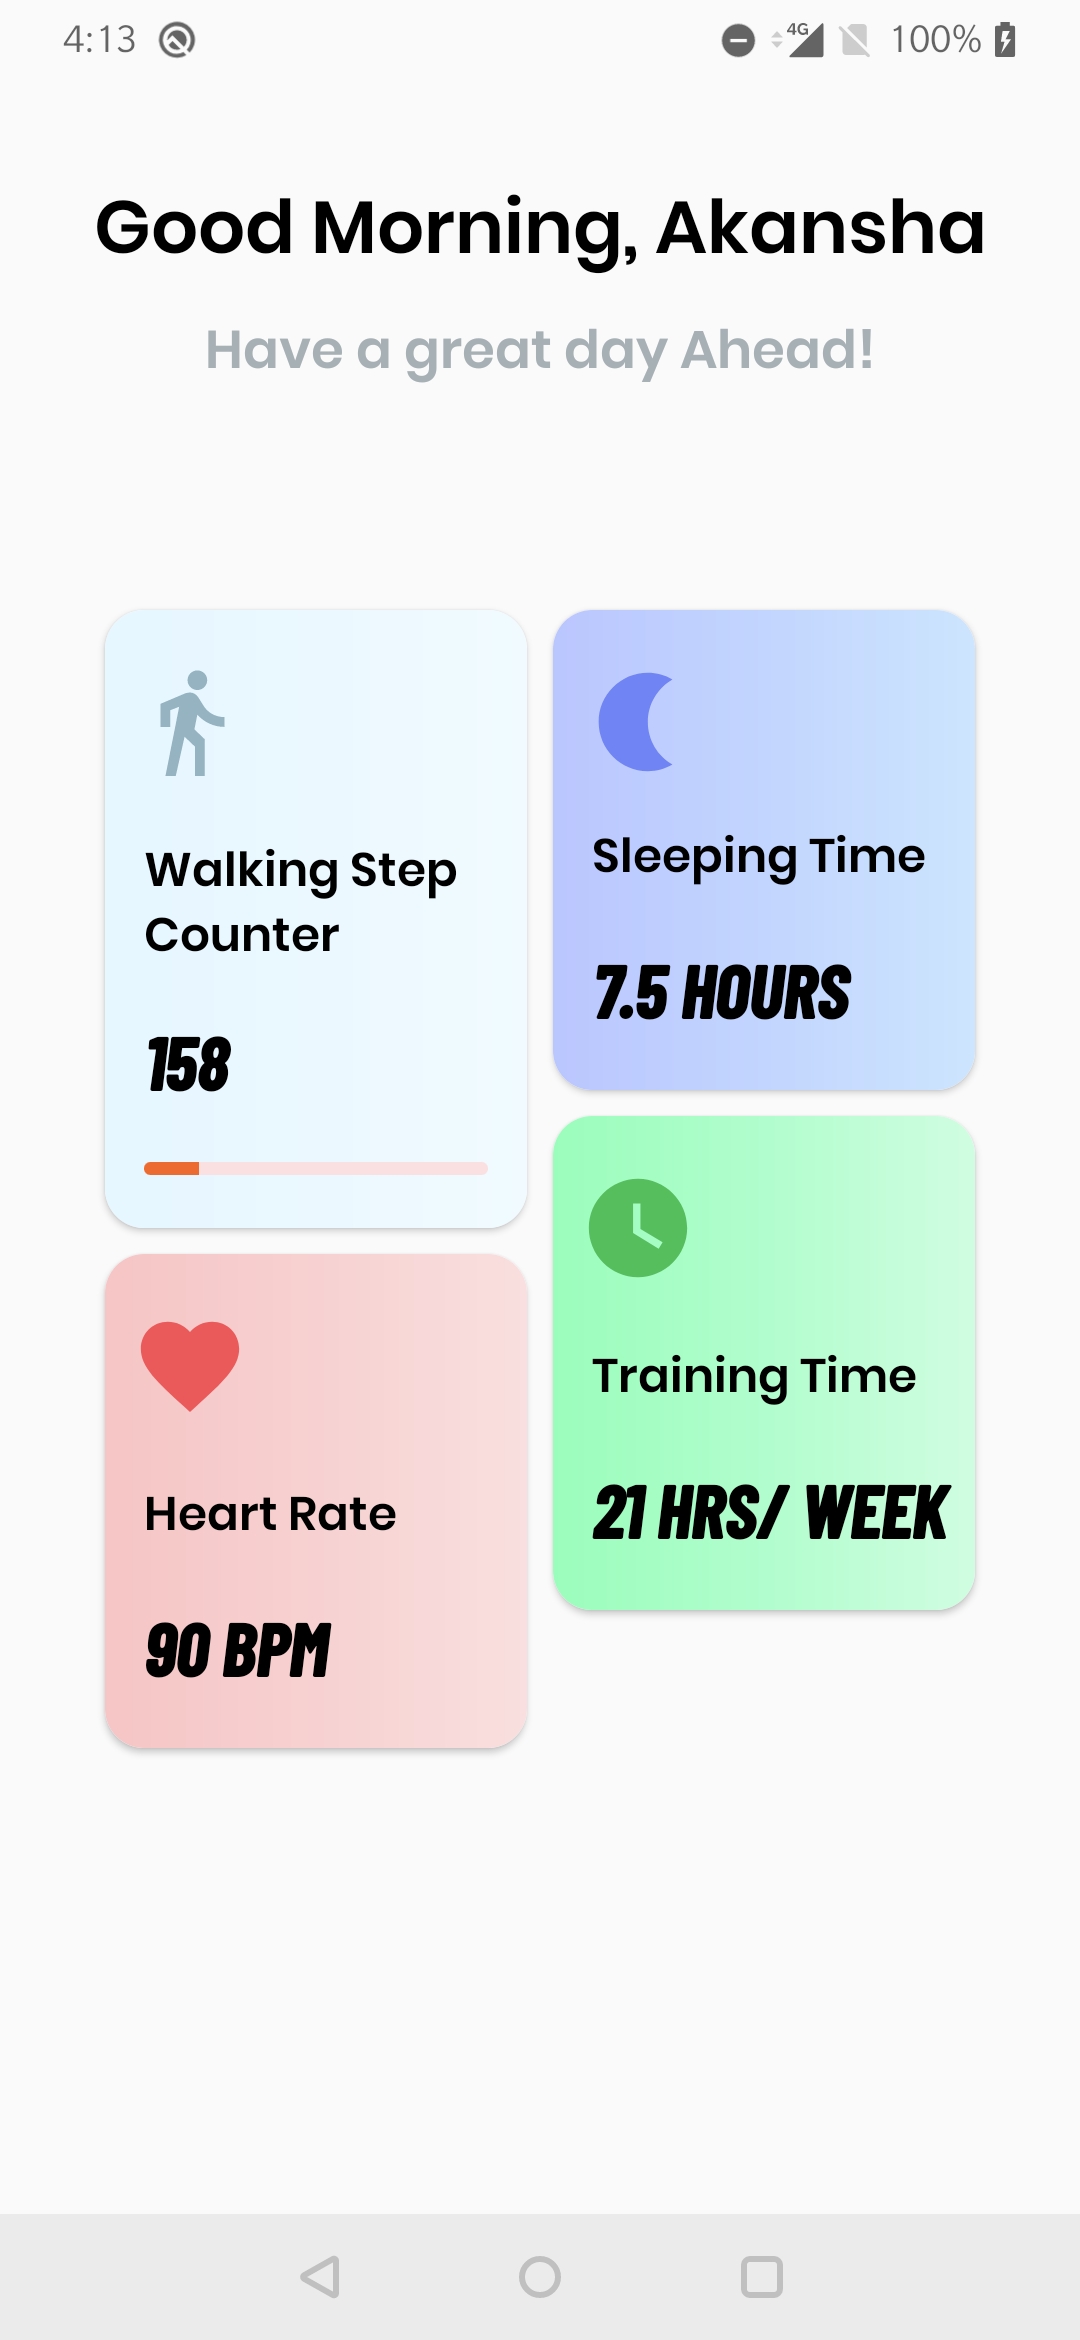 4:13
4G
100%
Good Morning, Akansha
Have a great day Ahead!
Walking Step
Counter
158
Sleeping Time
7.5 HOURS
Heart Rate
90 BPM
Training Time
21 HRS/ WEEK